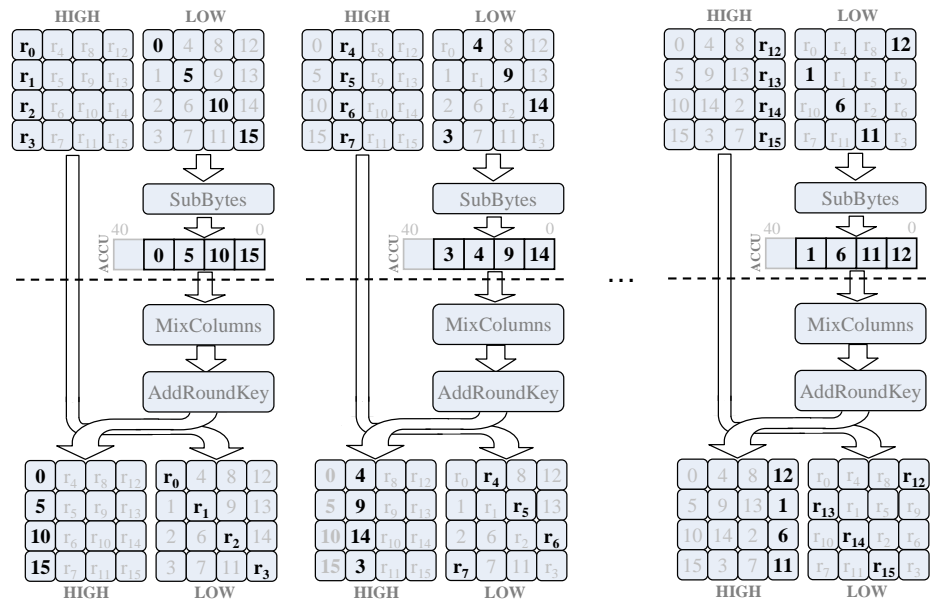 HIGH LOW
r₀ r₄ r₈ r₁₂ 0 4 8 12
r₁ r₅ r₉ r₁₃ 1 5 9 13
r₂ r₆ r₁₀ r₁₄ 2 6 10 14
r₃ r₇ r₁₁ r₁₅ 3 7 11 15
SubBytes
40 0
ACCU 0 5 10 15
MixColumns
AddRoundKey
0 r₄ r₈ r₁₂ r₀ 4 8 12
5 r₅ r₉ r₁₃ 1 r₁ 9 13
10 r₆ r₁₀ r₁₄ 2 6 r₂ 14
15 r₇ r₁₁ r₁₅ 3 7 11 r₃
HIGH LOW
HIGH LOW
0 r₄ r₈ r₁₂ r₀ 4 8 12
5 r₅ r₉ r₁₃ 1 r₁ 9 13
10 r₆ r₁₀ r₁₄ 2 6 r₂ 14
15 r₇ r₁₁ r₁₅ 3 7 11 r₃
SubBytes
40 0
ACCU 3 4 9 14
MixColumns
AddRoundKey
0 4 r₈ r₁₂ r₀ r₄ 8 12
5 9 r₉ r₁₃ 1 r₁ r₅ 13
10 14 r₁₀ r₁₄ 2 6 r₂ r₆
15 3 r₁₁ r₁₅ r₇ 7 11 r₃
HIGH LOW
...
HIGH LOW
0 4 8 r₁₂ r₀ r₄ r₈ 12
5 9 13 r₁₃ 1 r₁ r₅ r₉
10 14 2 r₁₄ r₁₀ 6 r₂ r₆
15 3 7 r₁₅ r₇ r₁₁ 11 r₃
SubBytes
40 0
ACCU 1 6 11 12
MixColumns
AddRoundKey
0 4 8 12 r₀ r₄ r₈ r₁₂
5 9 13 1 r₁₃ r₁ r₅ r₉
10 14 2 6 r₁₀ r₁₄ r₂ r₆
15 3 7 11 r₇ r₁₁ r₁₅ r₃
HIGH LOW